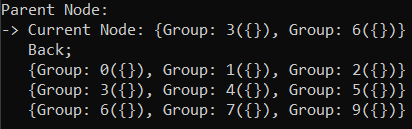 Parent Node:
-> Current Node: {Group: 3({}), Group: 6({})}
Back;
{Group: 0({}), Group: 1({}), Group: 2({})}
{Group: 3({}), Group: 4({}), Group: 5({})}
{Group: 6({}), Group: 7({}), Group: 9({})}